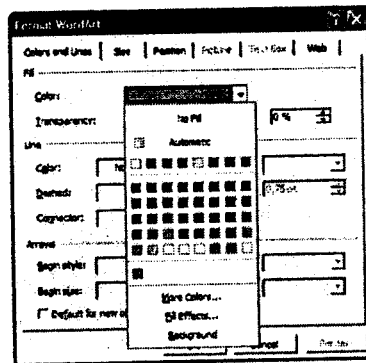 Format WordArt
Colors and Lines Size Position Picture Text Box Web
Fill
Color:
No Fill
Transparency: 0 %
Automatic
Line
Color: No
Dashed: 0,75 pt
Connector:
Arrows
Begin style:
Begin size:
More Colors...
Default for new o
Fill Effects...
Background